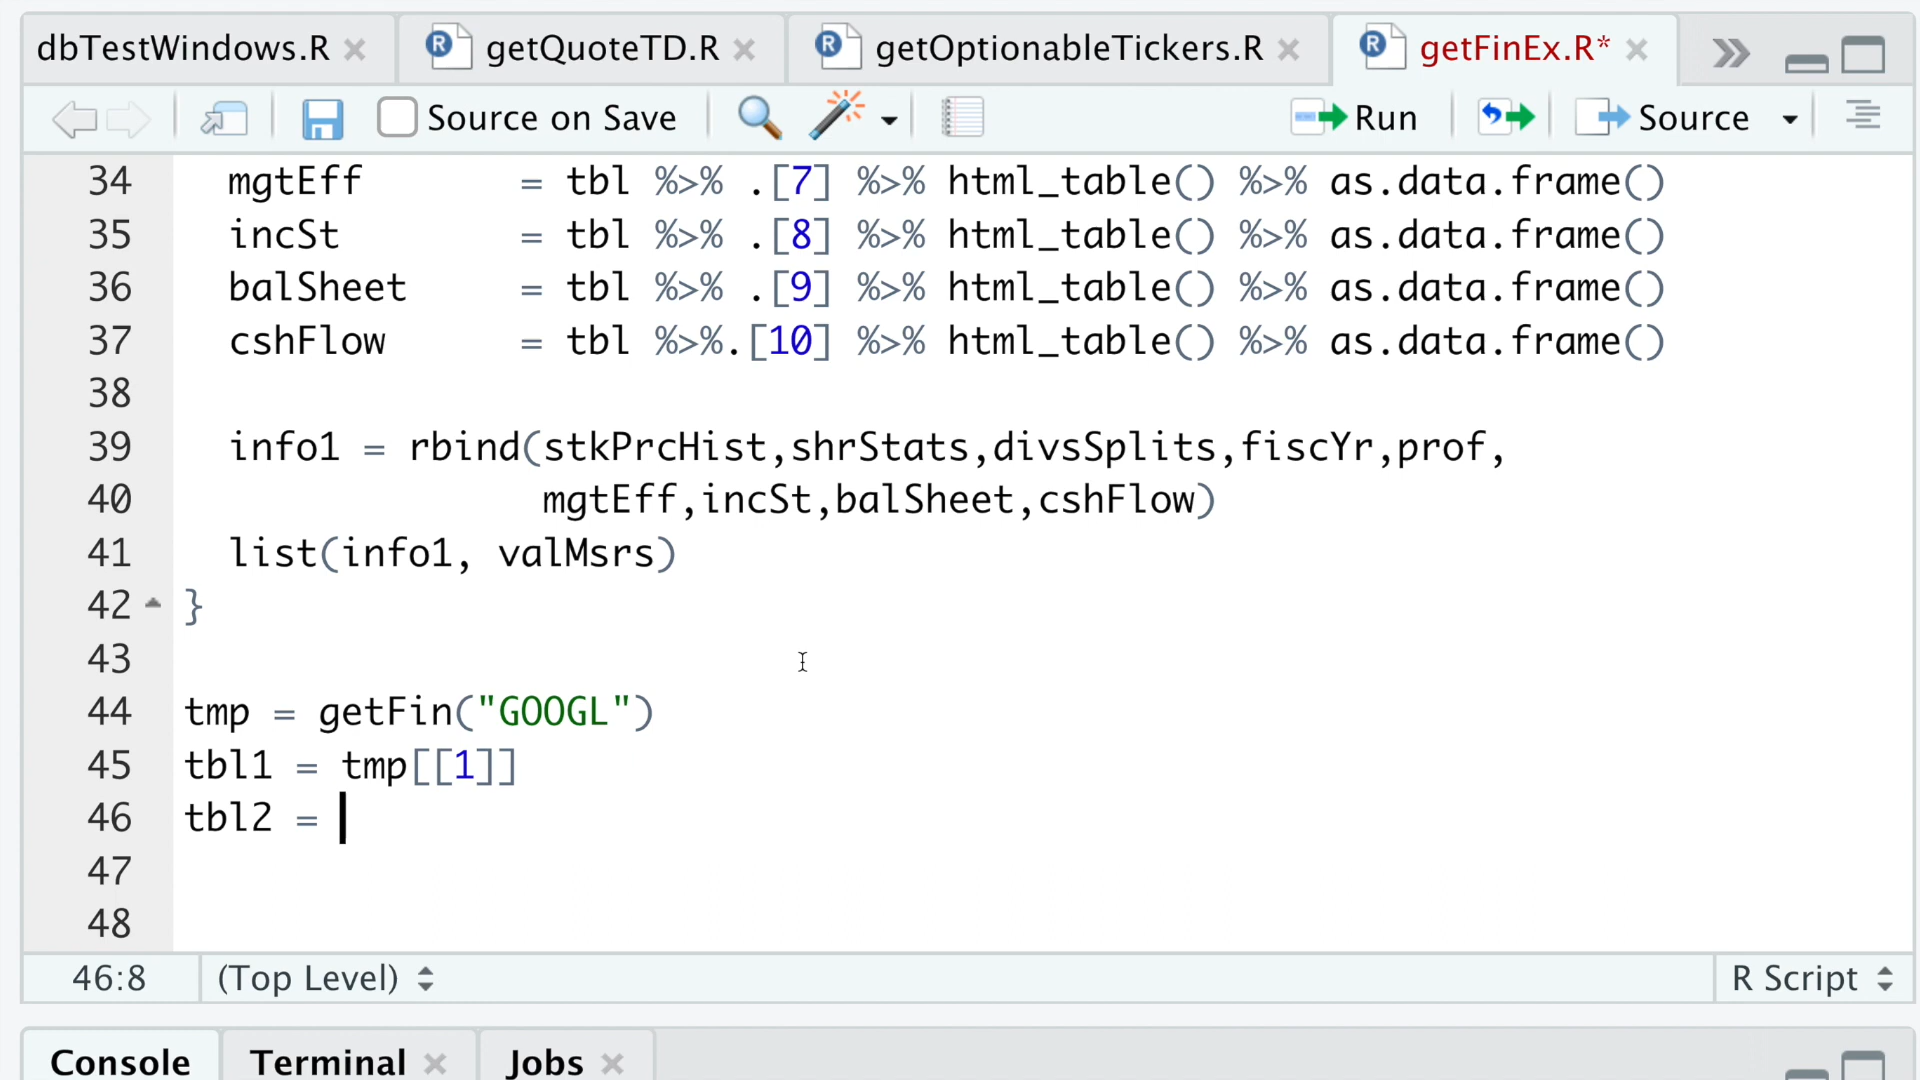 dbTestWindows.R getQuoteTD.R getOptionableTickers.R getFinEx.R*
Source on Save Run Source
34 mgtEff = tbl %>% .[7] %>% html_table() %>% as.data.frame()
35 incSt = tbl %>% .[8] %>% html_table() %>% as.data.frame()
36 balSheet = tbl %>% .[9] %>% html_table() %>% as.data.frame()
37 cshFlow = tbl %>%.[10] %>% html_table() %>% as.data.frame()
38
39 info1 = rbind(stkPrcHist,shrStats,divsSplits,fiscYr,prof,
40 mgtEff,incSt,balSheet,cshFlow)
41 list(info1, valMsrs)
42 }
43
44 tmp = getFin("GOOGL")
45 tbl1 = tmp[[1]]
46 tbl2 =
47
48
46:8 (Top Level) R Script
Console Terminal Jobs